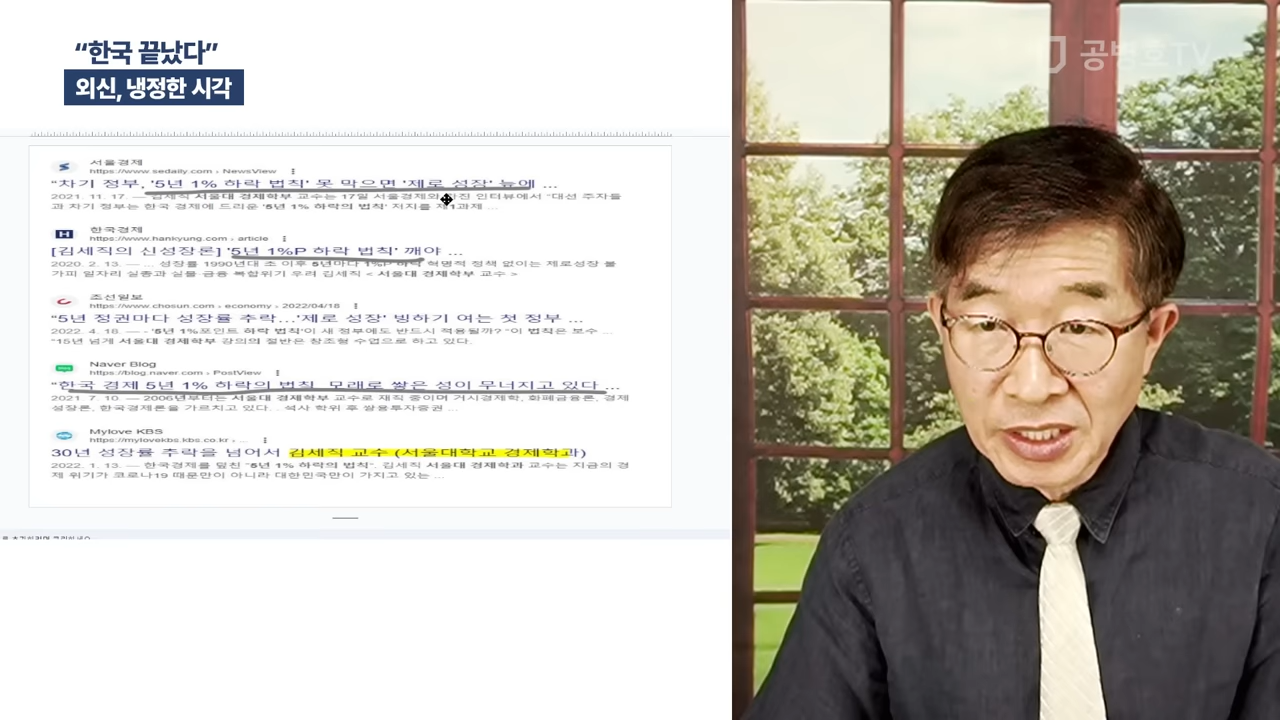 “한국 끝났다”
외신, 냉정한 시각
공병호TV
서울경제
https://www.sedaily.com › NewsView
“차기 정부, '5년 1% 하락 법칙' 못 막으면 '제로 성장' 늪에 ...
2021. 11. 17. — 김세직 서울대 경제학부 교수는 17일 서울경제와 가진 인터뷰에서 “대선 주자들
과 차기 정부는 한국 경제에 드리운 '5년 1% 하락의 법칙' 저지를 제1과제 ...
한국경제
https://www.hankyung.com › article
[김세직의 신성장론] '5년 1%P 하락 법칙' 깨야 ...
2020. 2. 13. — ... 성장률 1990년대 초 이후 5년마다 1%P 하락 혁명적 정책 없이는 제로성장 불
가피 일자리 실종과 실물·금융 복합위기 우려 김세직 < 서울대 경제학부 교수 >
조선일보
https://www.chosun.com › economy › 2022/04/18
“5년 정권마다 성장률 추락...'제로 성장' 빙하기 여는 첫 정부 ...
2022. 4. 18. — - '5년 1%포인트 하락 법칙'이 새 정부에도 반드시 적용될까? “이 법칙은 보수 ...
“15년 넘게 서울대 경제학부 강의의 절반은 창조형 수업으로 하고 있다.
Naver Blog
https://blog.naver.com › PostView
“한국 경제 5년 1% 하락의 법칙 모래로 쌓은 성이 무너지고 있다 ...
2021. 7. 10. — 2006년부터는 서울대 경제학부 교수로 재직 중이며 거시경제학, 화폐금융론, 경제
성장론, 한국경제론을 가르치고 있다. . 석사 학위 후 쌍용투자증권 ...
Mylove KBS
https://mylovekbs.kbs.co.kr › ...
30년 성장률 추락을 넘어서 김세직 교수 (서울대학교 경제학과)
2022. 1. 13. — 한국경제를 덮친 “5년 1% 하락의 법칙”. 김세직 서울대 경제학과 교수는 지금의 경
제 위기가 코로나19 때문만이 아니라 대한민국만이 가지고 있는 ...